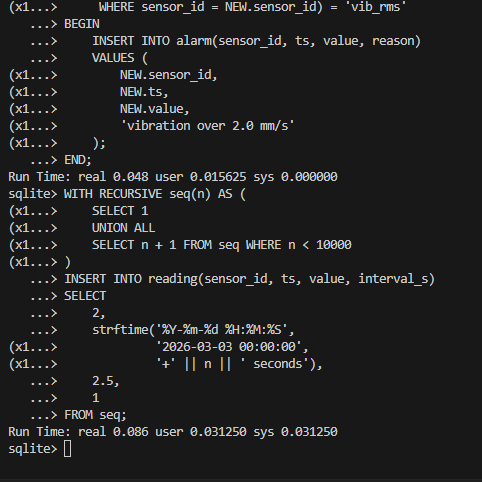 (x1...>      WHERE sensor_id = NEW.sensor_id) = 'vib_rms'
   ...> BEGIN
   ...>     INSERT INTO alarm(sensor_id, ts, value, reason)
   ...>     VALUES (
(x1...>         NEW.sensor_id,
(x1...>         NEW.ts,
(x1...>         NEW.value,
(x1...>         'vibration over 2.0 mm/s'
(x1...>     );
   ...> END;
Run Time: real 0.048 user 0.015625 sys 0.000000
sqlite> WITH RECURSIVE seq(n) AS (
(x1...>     SELECT 1
(x1...>     UNION ALL
(x1...>     SELECT n + 1 FROM seq WHERE n < 10000
(x1...> )
   ...> INSERT INTO reading(sensor_id, ts, value, interval_s)
   ...> SELECT
   ...>     2,
   ...>     strftime('%Y-%m-%d %H:%M:%S',
(x1...>              '2026-03-03 00:00:00',
(x1...>              '+' || n || ' seconds'),
   ...>     2.5,
   ...>     1
   ...> FROM seq;
Run Time: real 0.086 user 0.031250 sys 0.031250
sqlite>